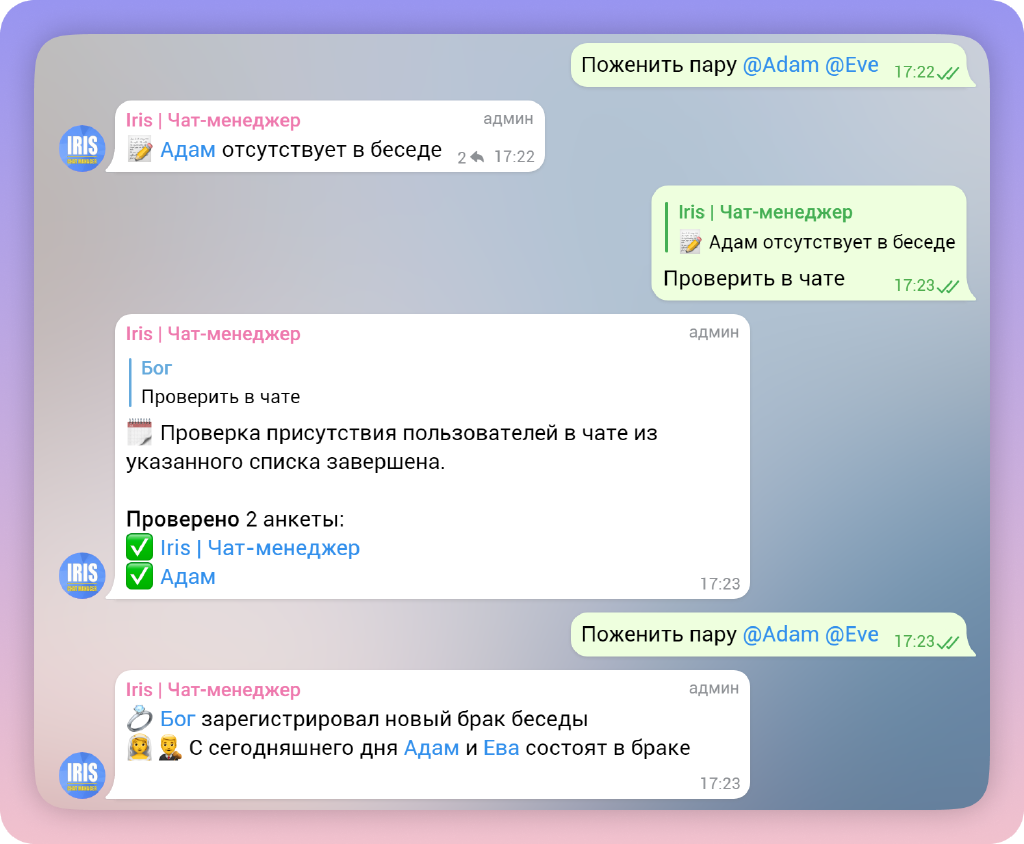 Поженить пару @Adam @Eve 17:22
Iris | Чат-менеджер админ
IRIS
Адам отсутствует в беседе 2 17:22
Iris | Чат-менеджер
Адам отсутствует в беседе
Проверить в чате 17:23
Iris | Чат-менеджер админ
Бог
Проверить в чате
Проверка присутствия пользователей в чате из
указанного списка завершена.
Проверено 2 анкеты:
Iris | Чат-менеджер
Адам
IRIS
17:23
Поженить пару @Adam @Eve 17:23
Iris | Чат-менеджер админ
Бог зарегистрировал новый брак беседы
С сегодняшнего дня Адам и Ева состоят в браке
IRIS
17:23